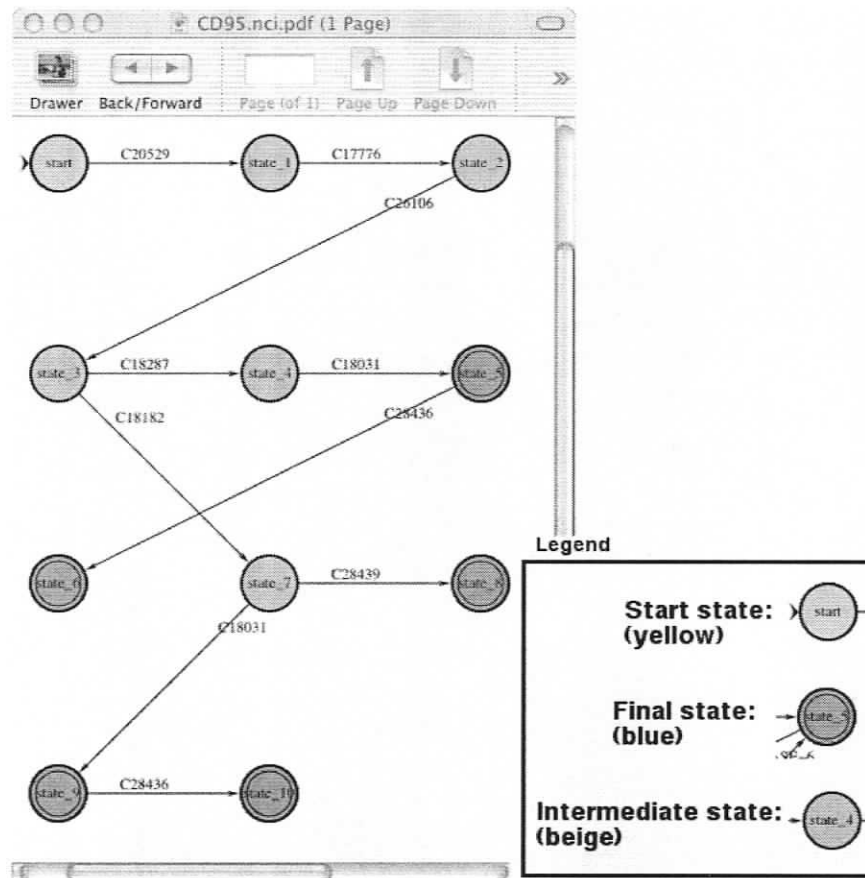 CD95.nci.pdf (1 Page)
Drawer Back/Forward Page (of 1) Page Up Page Down
start C20529 state_1 C17776 state_2
C26106
state_3 C18287 state_4 C18031 state_5
C18182 C28436
state_6 state_7 C28439 state_8
C18031
state_9 C28436 state_10
Legend
Start state: start
(yellow)
Final state: state_5
(blue)
Intermediate state: state_4
(beige)